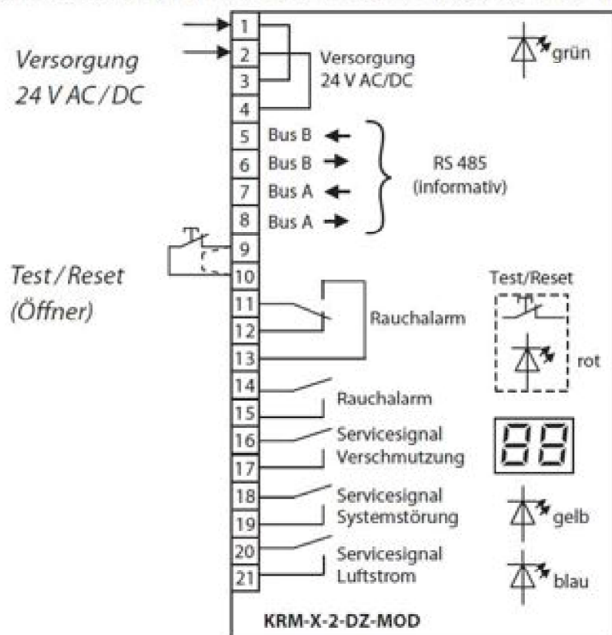 Versorgung
24 V AC / DC
Test / Reset
(Öffner)
1
2
3
4
5
6
7
8
9
10
11
12
13
14
15
16
17
18
19
20
21
Versorgung
24 V AC/DC
Bus B
Bus B
Bus A
Bus A
RS 485
(informativ)
Rauchalarm
Rauchalarm
Servicesignal
Verschmutzung
Servicesignal
Systemstörung
Servicesignal
Luftstrom
grün
Test/Reset
rot
88
gelb
blau
KRM-X-2-DZ-MOD